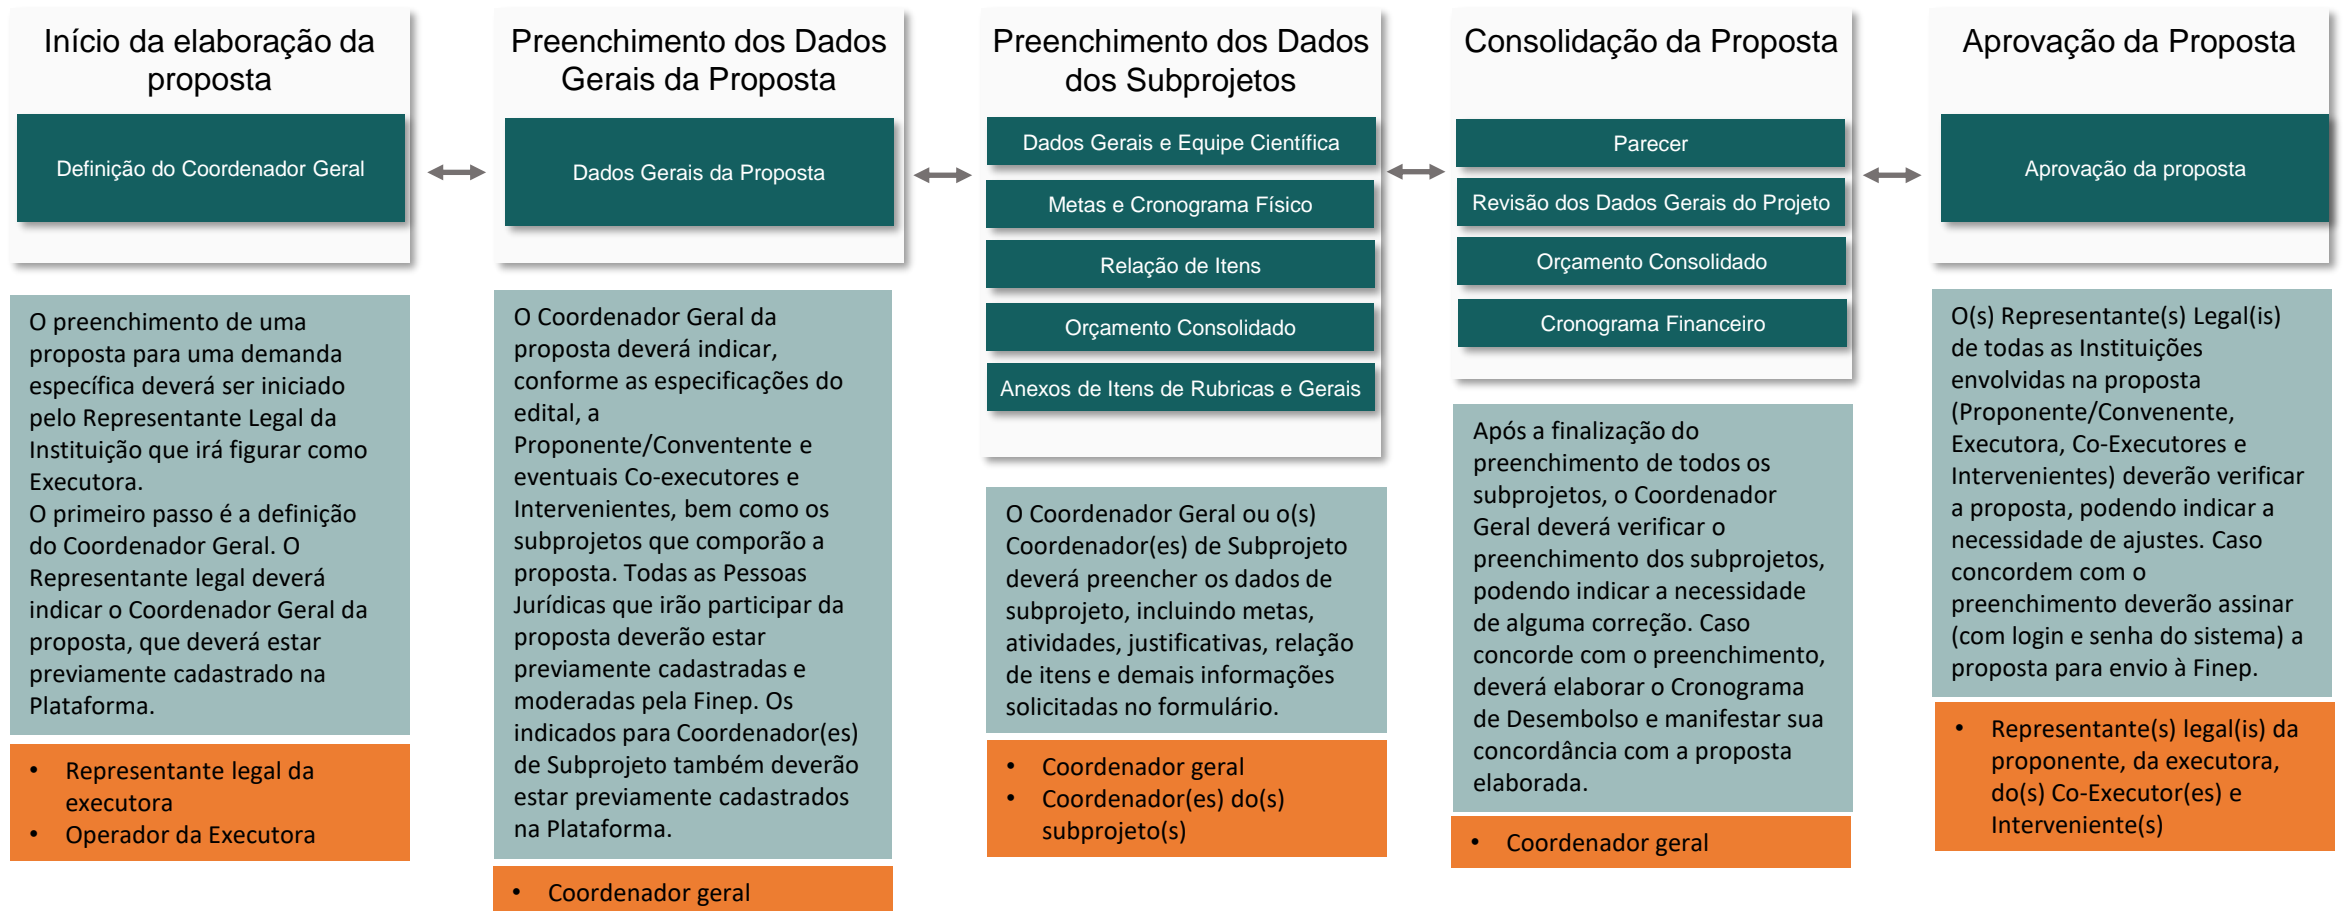 Início da elaboração da
proposta
Definição do Coordenador Geral
O preenchimento de uma
proposta para uma demanda
específica deverá ser iniciado
pelo Representante Legal da
Instituição que irá figurar como
Executora.
O primeiro passo é a definição
do Coordenador Geral. O
Representante legal deverá
indicar o Coordenador Geral da
proposta, que deverá estar
previamente cadastrado na
Plataforma.
• Representante legal da
executora
• Operador da Executora
Preenchimento dos Dados
Gerais da Proposta
Dados Gerais da Proposta
O Coordenador Geral da
proposta deverá indicar,
conforme as especificações do
edital, a
Proponente/Conventente e
eventuais Co-executores e
Intervenientes, bem como os
subprojetos que comporão a
proposta. Todas as Pessoas
Jurídicas que irão participar da
proposta deverão estar
previamente cadastradas e
moderadas pela Finep. Os
indicados para Coordenador(es)
de Subprojeto também deverão
estar previamente cadastrados
na Plataforma.
• Coordenador geral
Preenchimento dos Dados
dos Subprojetos
Dados Gerais e Equipe Científica
Metas e Cronograma Físico
Relação de Itens
Orçamento Consolidado
Anexos de Itens de Rubricas e Gerais
O Coordenador Geral ou o(s)
Coordenador(es) de Subprojeto
deverá preencher os dados de
subprojeto, incluindo metas,
atividades, justificativas, relação
de itens e demais informações
solicitadas no formulário.
• Coordenador geral
• Coordenador(es) do(s)
subprojeto(s)
Consolidação da Proposta
Parecer
Revisão dos Dados Gerais do Projeto
Orçamento Consolidado
Cronograma Financeiro
Após a finalização do
preenchimento de todos os
subprojetos, o Coordenador
Geral deverá verificar o
preenchimento dos subprojetos,
podendo indicar a necessidade
de alguma correção. Caso
concorde com o preenchimento,
deverá elaborar o Cronograma
de Desembolso e manifestar sua
concordância com a proposta
elaborada.
• Coordenador geral
Aprovação da Proposta
Aprovação da proposta
O(s) Representante(s) Legal(is)
de todas as Instituições
envolvidas na proposta
(Proponente/Convenente,
Executora, Co-Executores e
Intervenientes) deverão verificar
a proposta, podendo indicar a
necessidade de ajustes. Caso
concordem com o
preenchimento deverão assinar
(com login e senha do sistema) a
proposta para envio à Finep.
• Representante(s) legal(is) da
proponente, da executora,
do(s) Co-Executor(es) e
Interveniente(s)